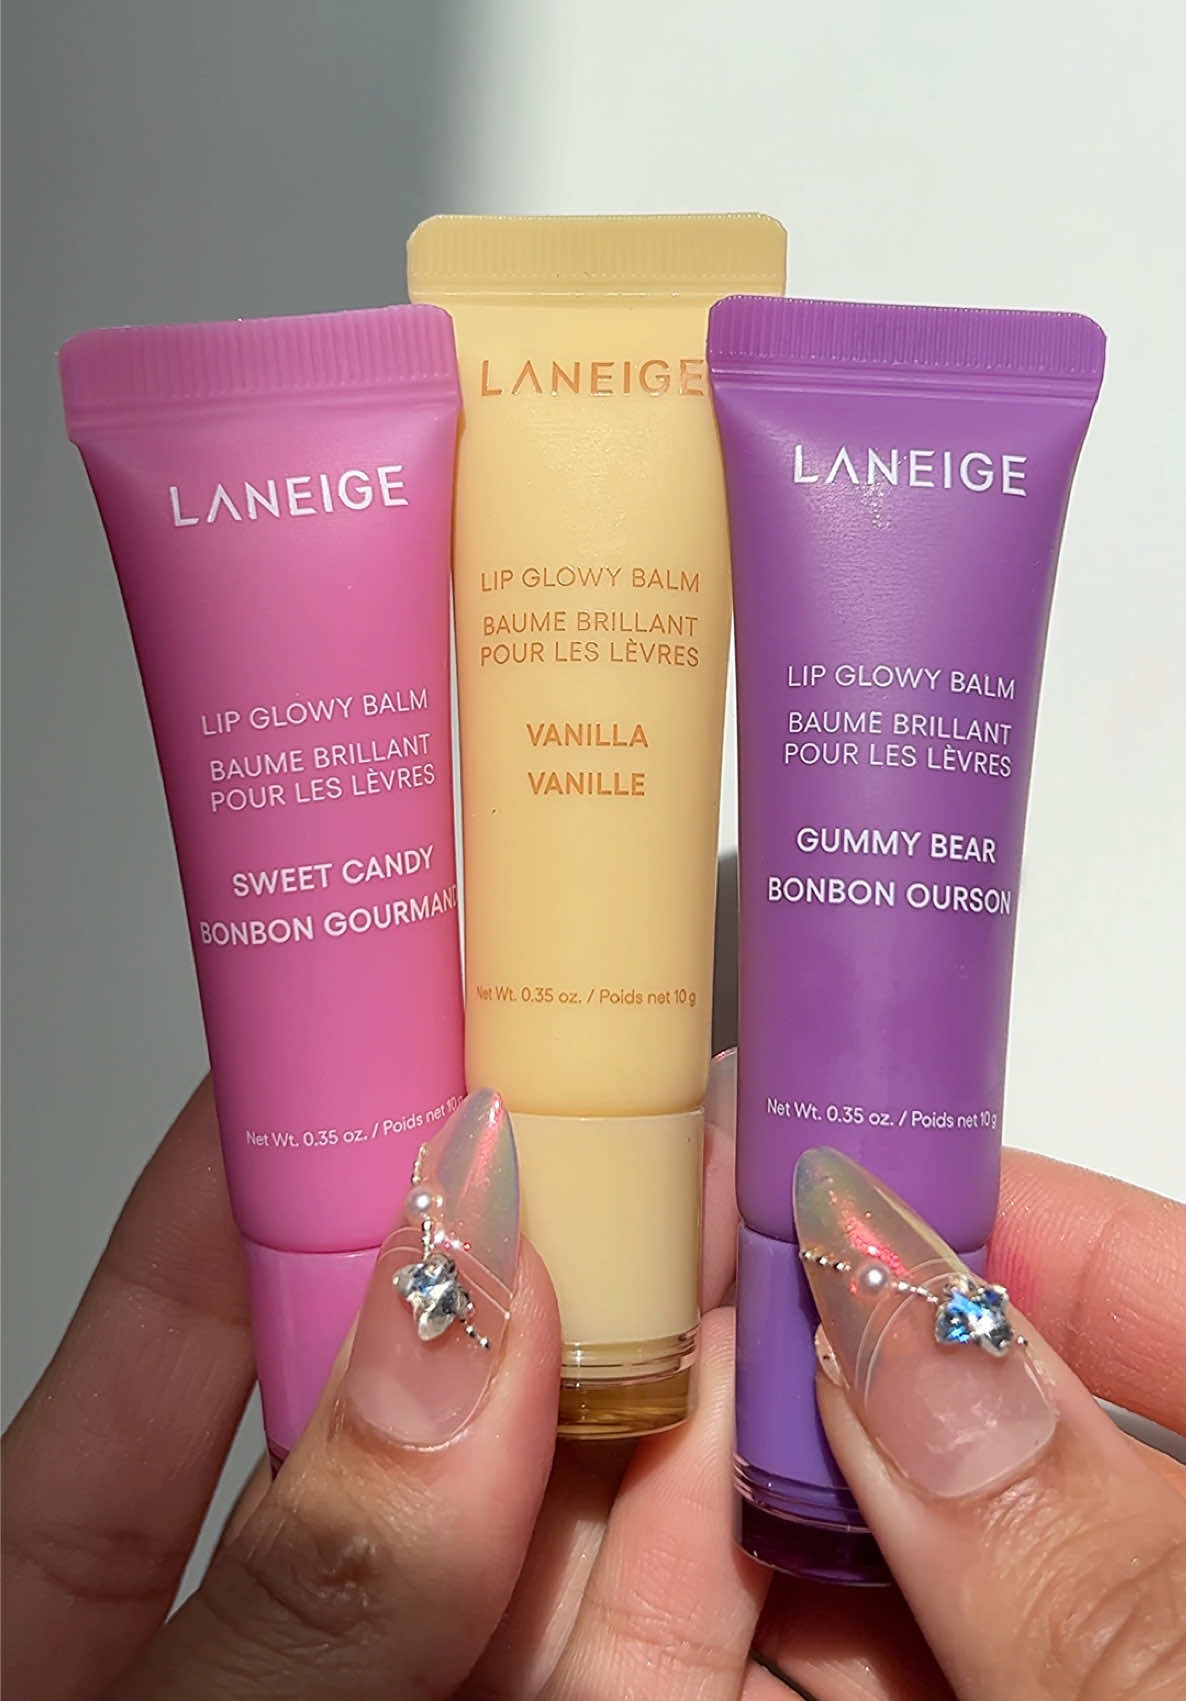 LANEIGE
LIP GLOWY BALM
BAUME BRILLANT
POUR LES LÈVRES
SWEET CANDY
BONBON GOURMAND
Net Wt. 0.35 oz. / Poids net 10 g
LANEIGE
LIP GLOWY BALM
BAUME BRILLANT
POUR LES LÈVRES
VANILLA
VANILLE
Net Wt. 0.35 oz. / Poids net 10 g
LANEIGE
LIP GLOWY BALM
BAUME BRILLANT
POUR LES LÈVRES
GUMMY BEAR
BONBON OURSON
Net Wt. 0.35 oz. / Poids net 10 g